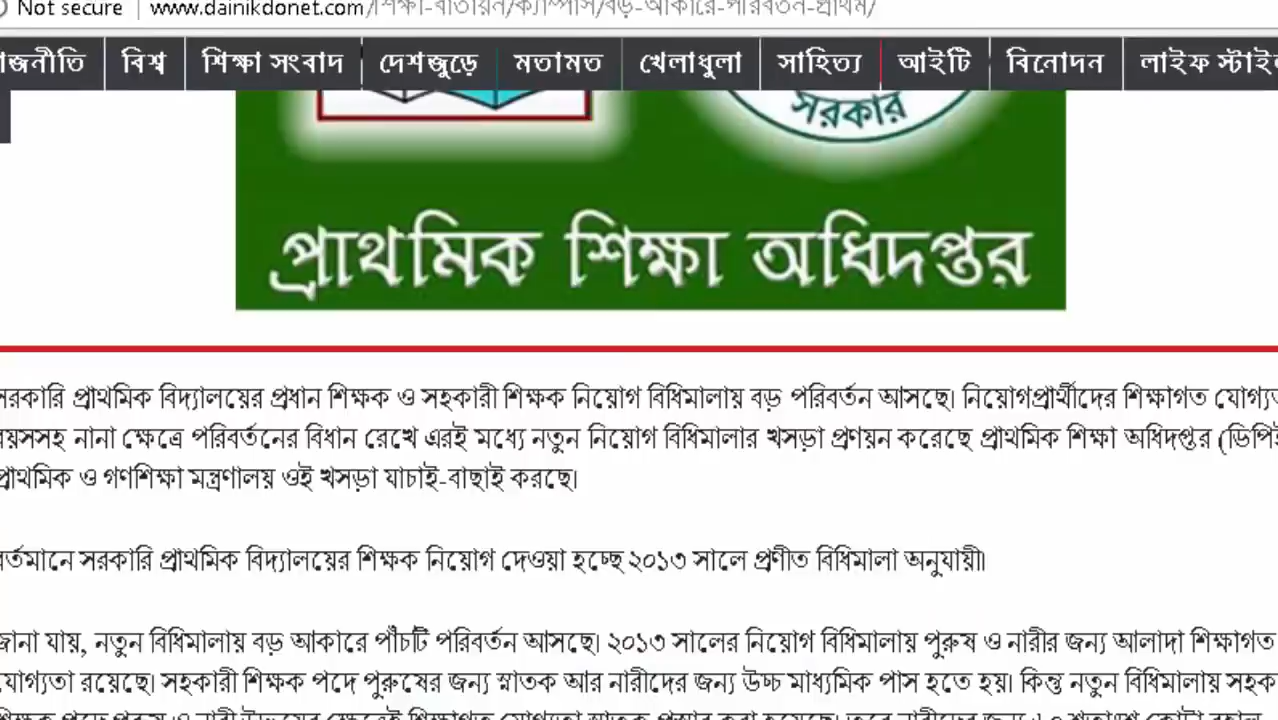 Not secure www.dainikdonet.com/শিক্ষা-বাতায়ন/ক্যাম্পাস/বড়-আকারে-পরিবর্তন-প্রাথম/
বিশ্ব শিক্ষা সংবাদ দেশজুড়ে মতামত খেলাধুলা সাহিত্য আইটি বিনোদন লাইফ
সরকার
প্রাথমিক শিক্ষা অধিদপ্তর
সরকারি প্রাথমিক বিদ্যালয়ের প্রধান শিক্ষক ও সহকারী শিক্ষক নিয়োগ বিধিমালায় বড় পরিবর্তন আসছে। নিয়োগপ্রার্থীদের শিক্ষাগত
বয়সসহ নানা ক্ষেত্রে পরিবর্তনের বিধান রেখে এরই মধ্যে নতুন নিয়োগ বিধিমালার খসড়া প্রণয়ন করেছে প্রাথমিক শিক্ষা অধিদপ্তর
প্রাথমিক ও গণশিক্ষা মন্ত্রণালয় ওই খসড়া যাচাই-বাছাই করছে।
বর্তমানে সরকারি প্রাথমিক বিদ্যালয়ের শিক্ষক নিয়োগ দেওয়া হচ্ছে ২০১৩ সালে প্রণীত বিধিমালা অনুযায়ী।
জানা যায়, নতুন বিধিমালায় বড় আকারে পাঁচটি পরিবর্তন আসছে। ২০১৩ সালের নিয়োগ বিধিমালায় পুরুষ ও নারীর জন্য আলাদা শিক্ষাগত
যোগ্যতা রয়েছে। সহকারী শিক্ষক পদে পুরুষের জন্য স্নাতক আর নারীদের জন্য উচ্চ মাধ্যমিক পাস হতে হয়। কিন্তু নতুন বিধিমালায়